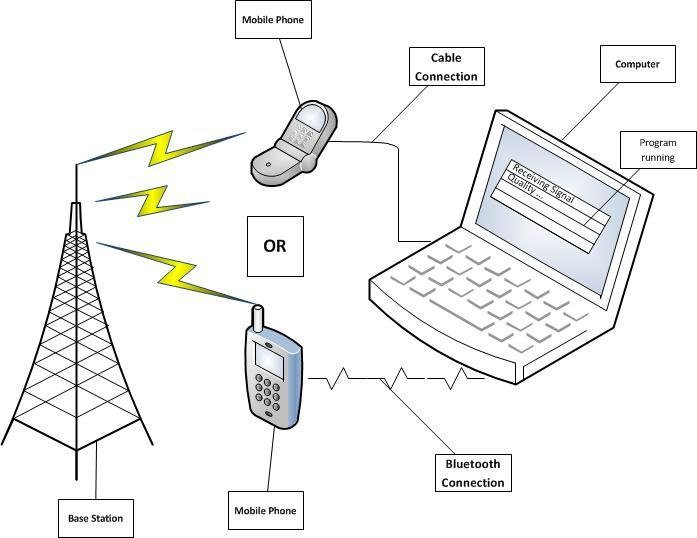 Mobile Phone
Cable
Connection
Computer
Program
running
Receiving Signal
Quality ...
OR
Bluetooth
Connection
Base Station
Mobile Phone